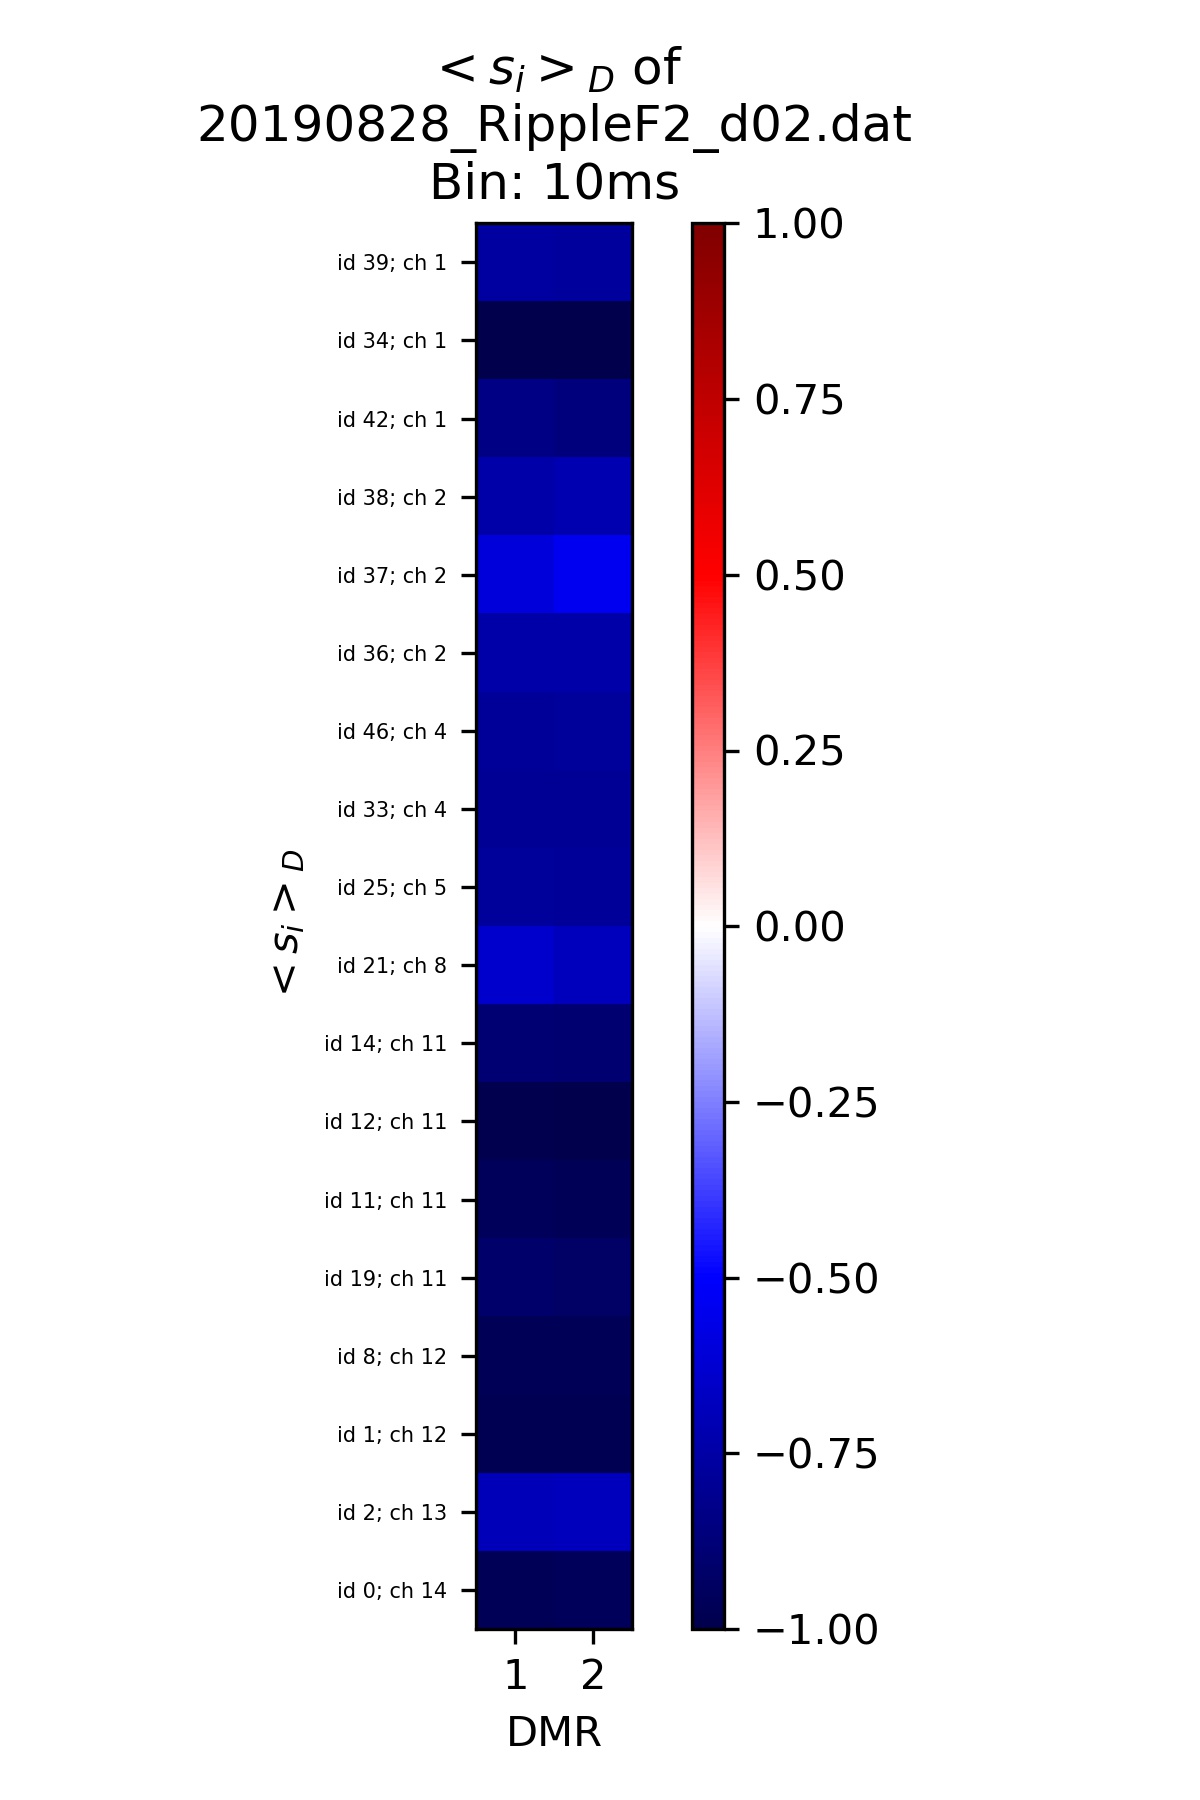 < s_i >_D of
20190828_RippleF2_d02.dat
Bin: 10ms
< s_i >_D
id 39; ch 1
id 34; ch 1
id 42; ch 1
id 38; ch 2
id 37; ch 2
id 36; ch 2
id 46; ch 4
id 33; ch 4
id 25; ch 5
id 21; ch 8
id 14; ch 11
id 12; ch 11
id 11; ch 11
id 19; ch 11
id 8; ch 12
id 1; ch 12
id 2; ch 13
id 0; ch 14
1 2
DMR
1.00
0.75
0.50
0.25
0.00
−0.25
−0.50
−0.75
−1.00